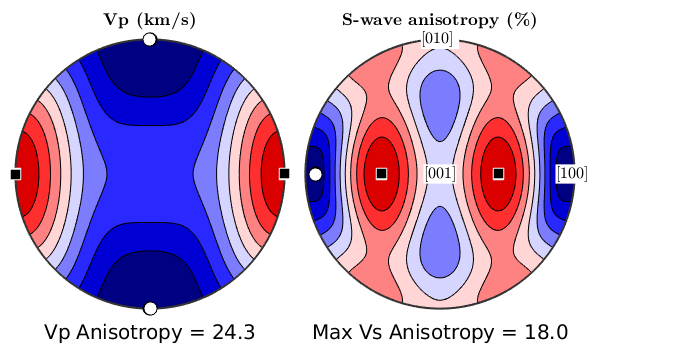 Vp (km/s)
S-wave anisotropy (%)
[010]
[001]
[100]
Vp Anisotropy = 24.3
Max Vs Anisotropy = 18.0